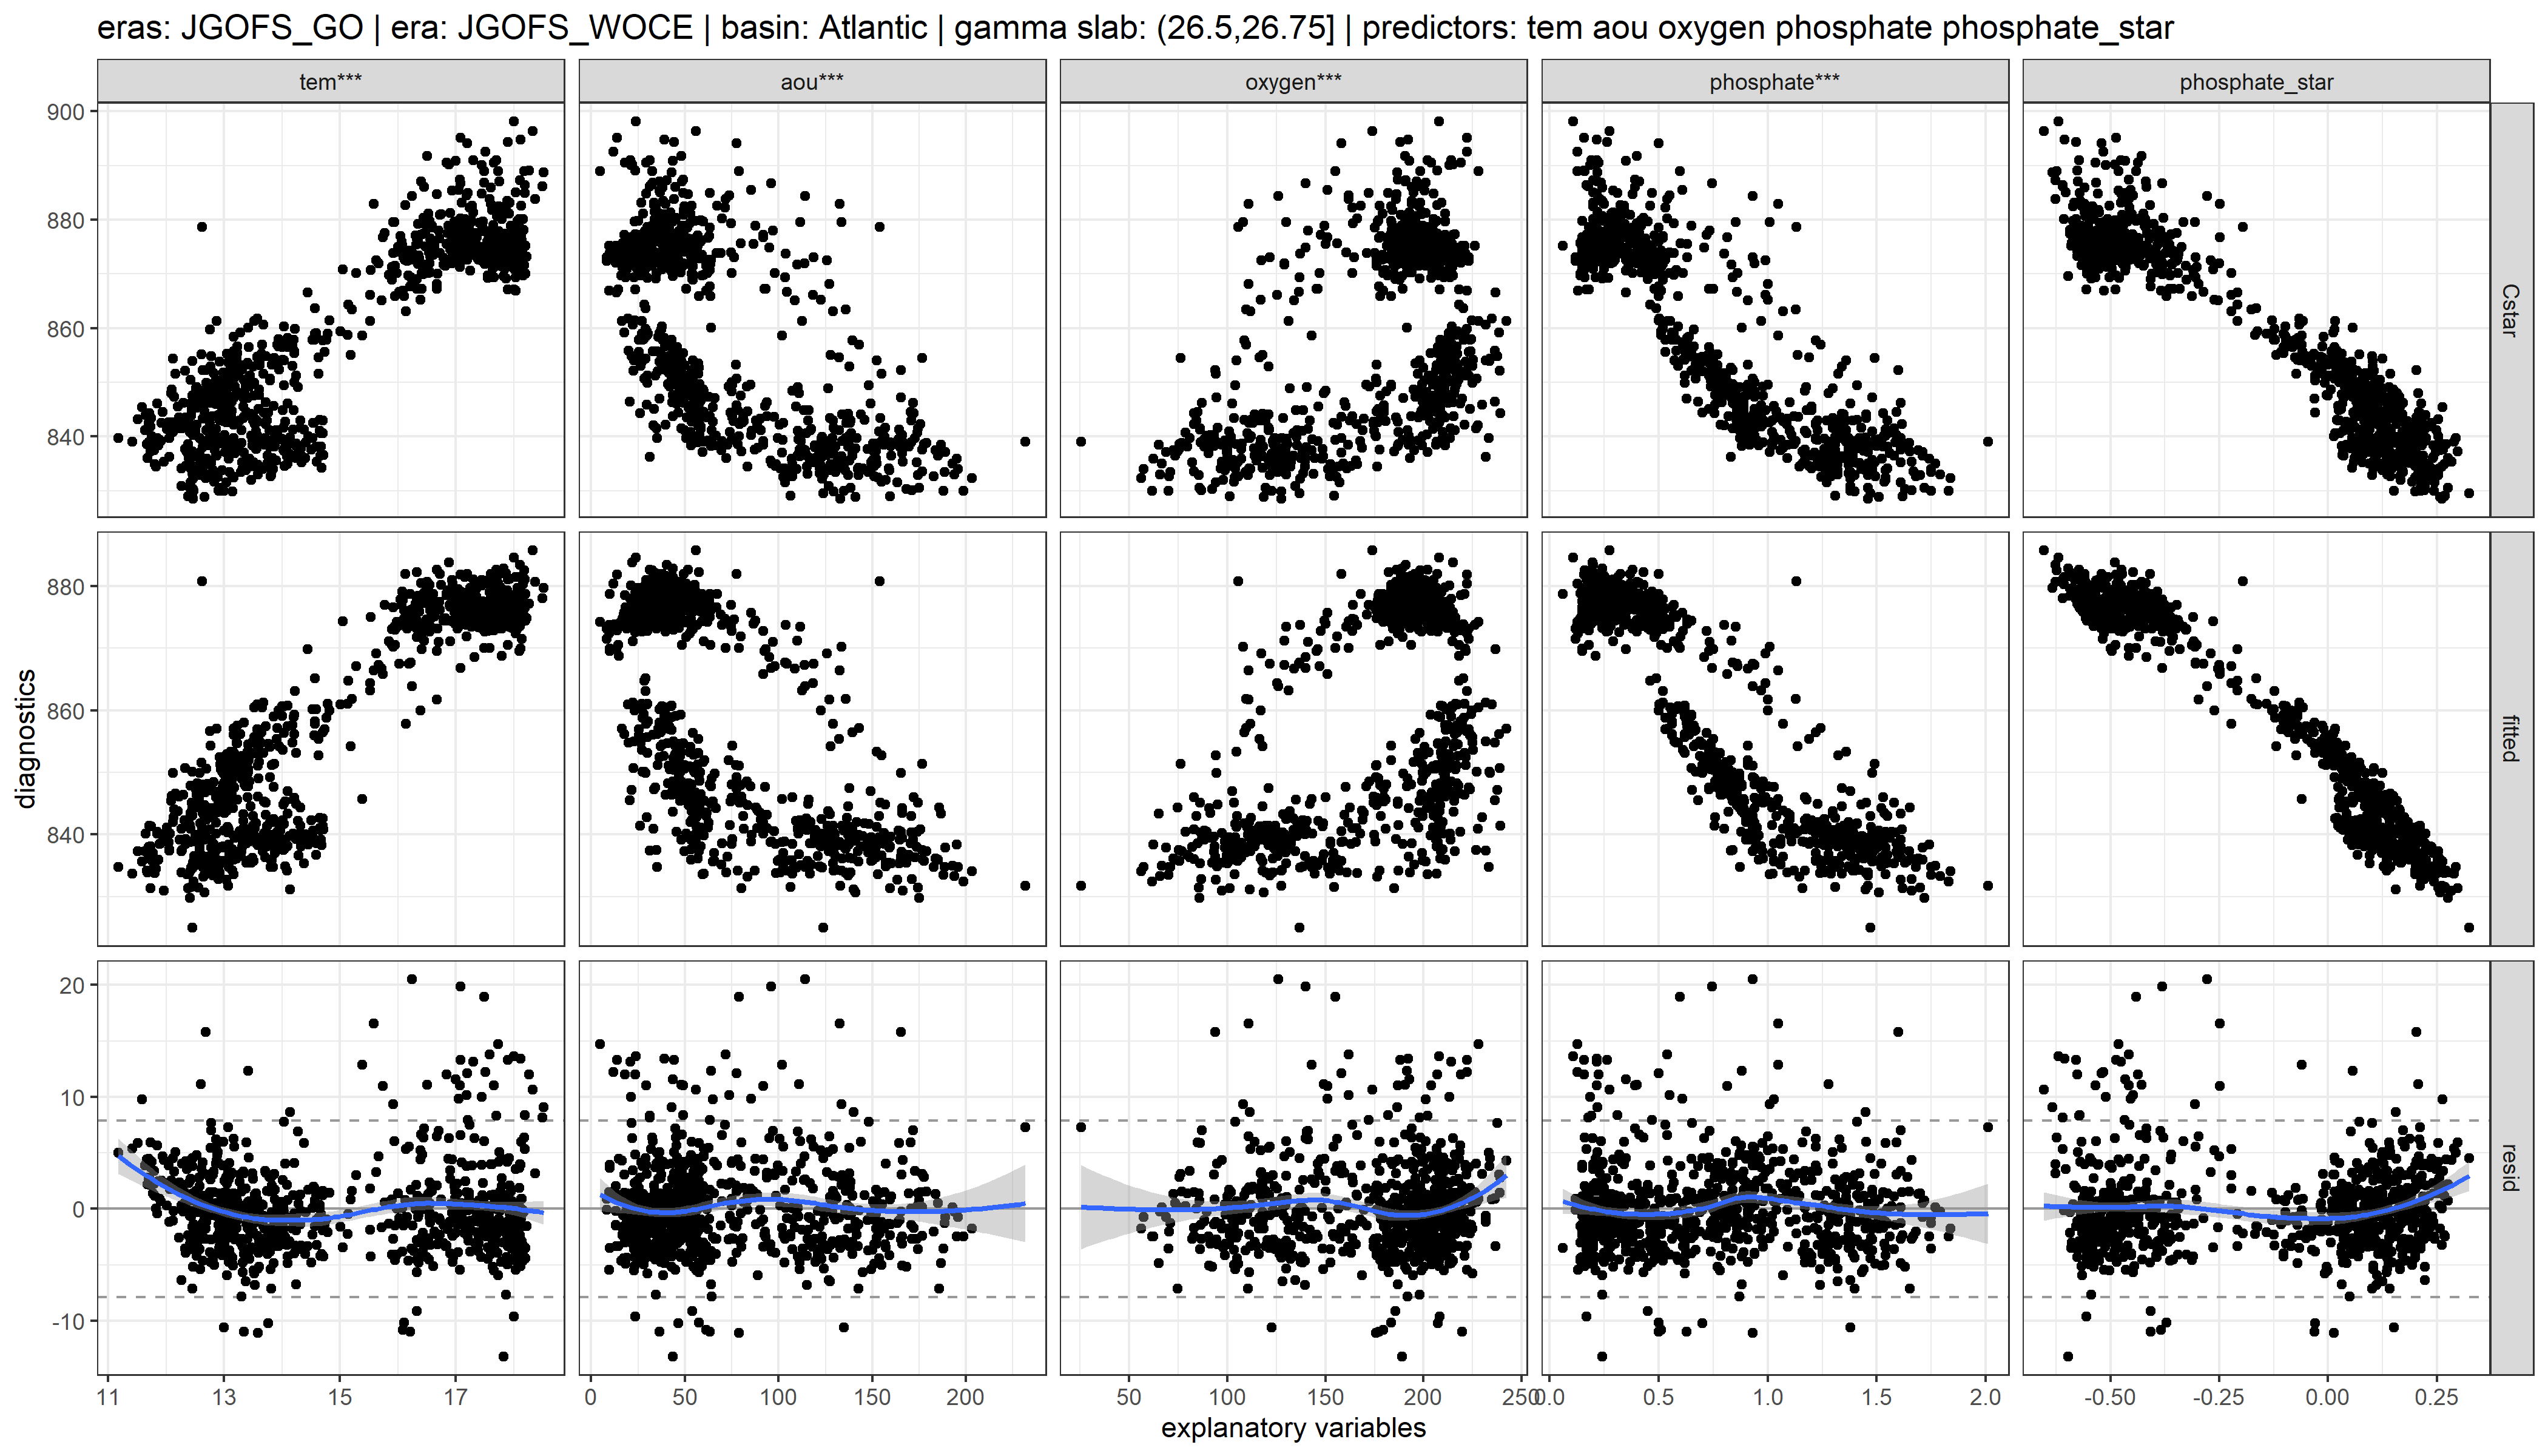 eras: JGOFS_GO | era: JGOFS_WOCE | basin: Atlantic | gamma slab: (26.5,26.75] | predictors: tem aou oxygen phosphate phosphate_star
tem*** aou*** oxygen*** phosphate*** phosphate_star
900
880
860
840
Cstar
880
860
840
fitted
diagnostics
20
10
0
-10
resid
11 13 15 17 0 50 100 150 200 50 100 150 200 250 0.0 0.5 1.0 1.5 2.0 -0.50 -0.25 0.00 0.25
explanatory variables